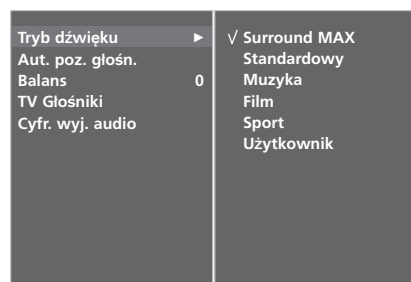 Tryb dźwięku ►
Aut. poz. głośn.
Balans 0
TV Głośniki
Cyfr. wyj. audio
√ Surround MAX
Standardowy
Muzyka
Film
Sport
Użytkownik